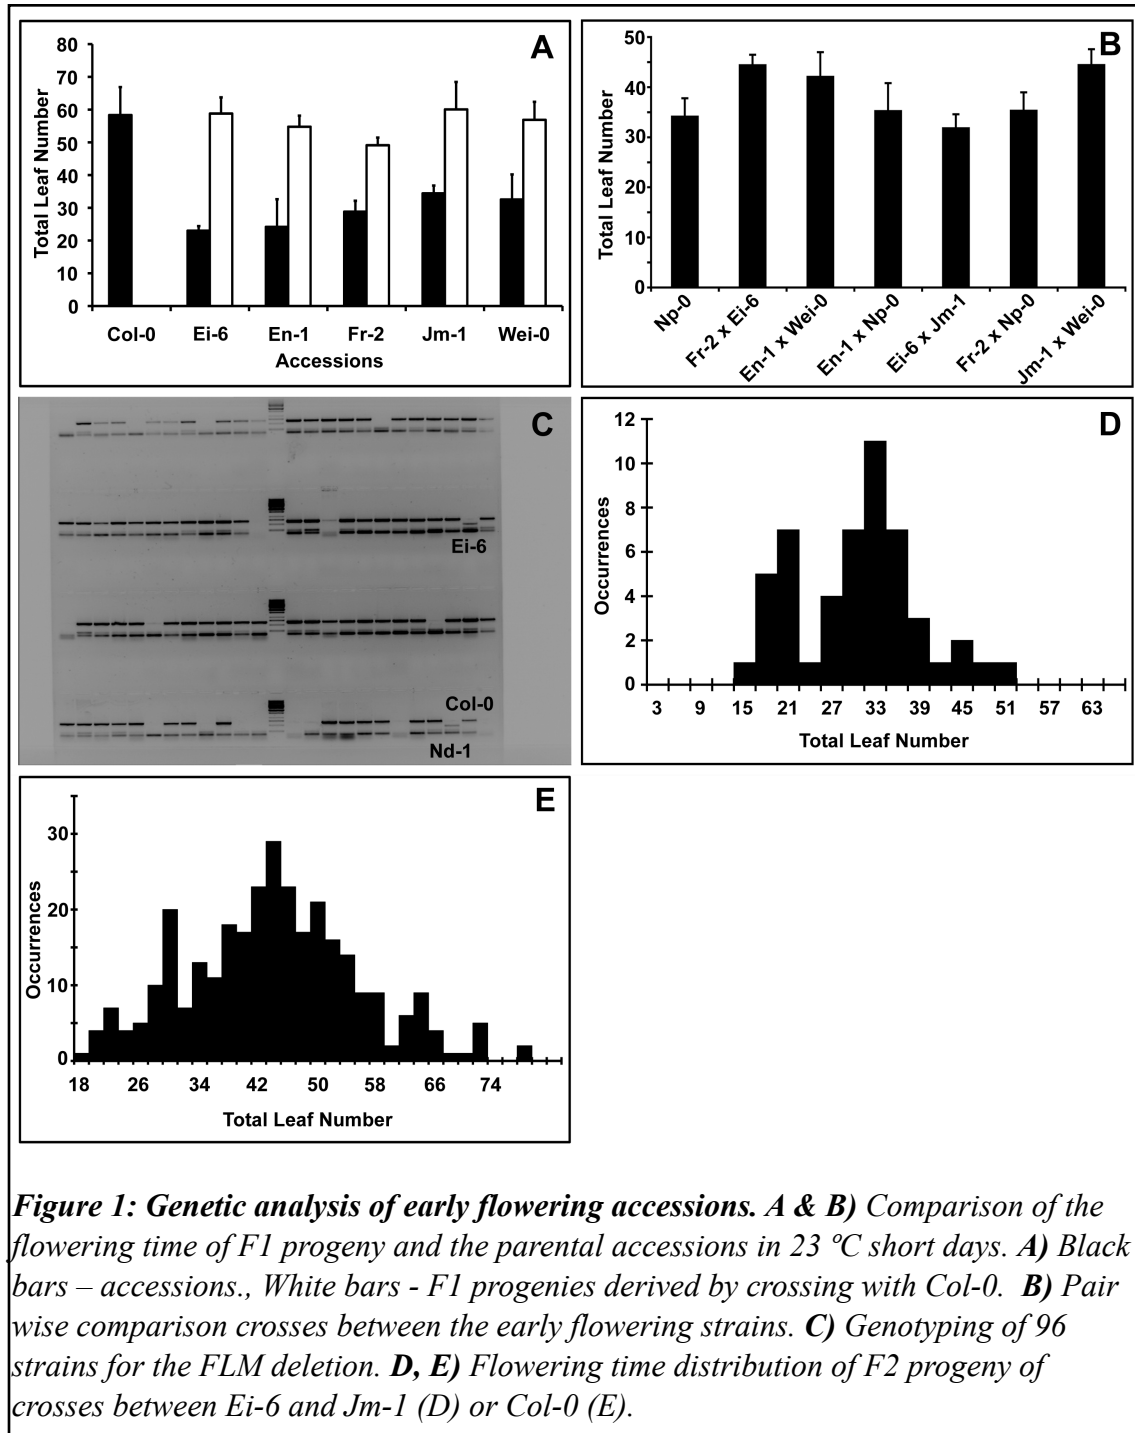 A
80
70
60
50
40
30
20
10
0
Total Leaf Number
Col-0 Ei-6 En-1 Fr-2 Jm-1 Wei-0
Accessions
B
50
40
30
20
10
0
Total Leaf Number
Np-0
Fr-2 x Ei-6
En-1 x Wei-0
En-1 x Np-0
Ei-6 x Jm-1
Fr-2 x Np-0
Jm-1 x Wei-0
C
Ei-6
Col-0
Nd-1
D
12
10
8
6
4
2
0
Occurrences
3 9 15 21 27 33 39 45 51 57 63
Total Leaf Number
E
30
20
10
0
Occurrences
18 26 34 42 50 58 66 74
Total Leaf Number
Figure 1: Genetic analysis of early flowering accessions. A & B) Comparison of the
flowering time of F1 progeny and the parental accessions in 23 ºC short days. A) Black
bars – accessions., White bars - F1 progenies derived by crossing with Col-0. B) Pair
wise comparison crosses between the early flowering strains. C) Genotyping of 96
strains for the FLM deletion. D, E) Flowering time distribution of F2 progeny of
crosses between Ei-6 and Jm-1 (D) or Col-0 (E).